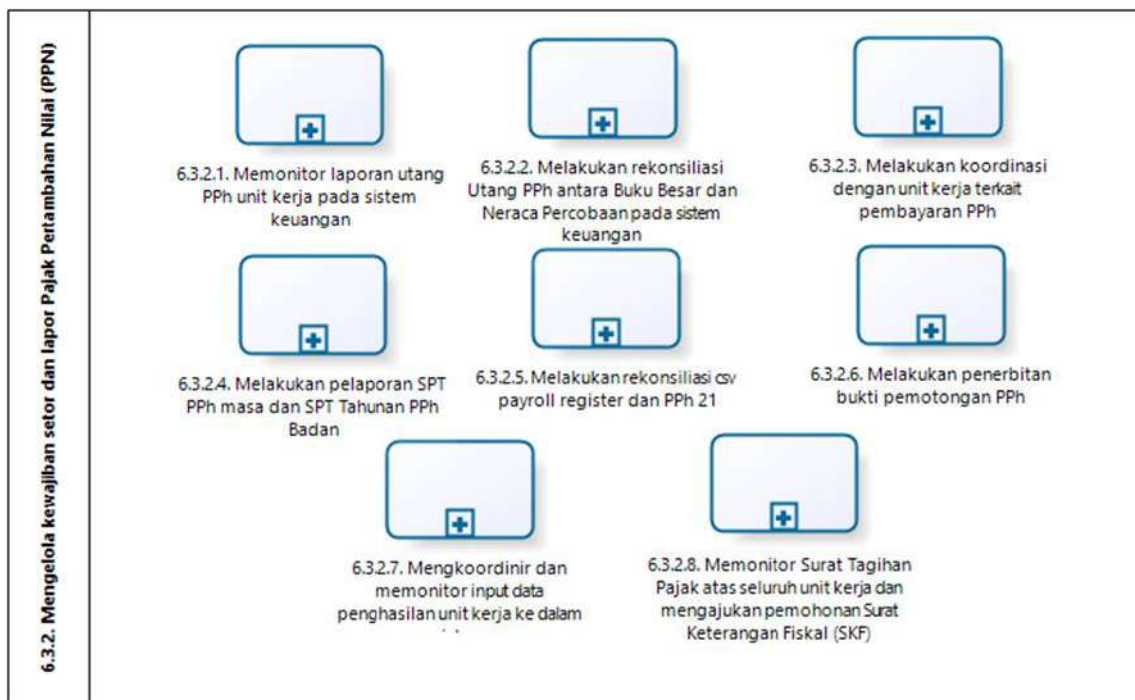 6.3.2. Mengelola kewajiban setor dan lapor Pajak Pertambahan Nilai (PPN)
6.3.2.1. Memonitor laporan utang
PPh unit kerja pada sistem
keuangan
6.3.2.2. Melakukan rekonsiliasi
Utang PPh antara Buku Besar dan
Neraca Percobaan pada sistem
keuangan
6.3.2.3. Melakukan koordinasi
dengan unit kerja terkait
pembayaran PPh
6.3.2.4. Melakukan pelaporan SPT
PPh masa dan SPT Tahunan PPh
Badan
6.3.2.5. Melakukan rekonsiliasi csv
payroll register dan PPh 21
6.3.2.6. Melakukan penerbitan
bukti pemotongan PPh
6.3.2.7. Mengkoordinir dan
memonitor input data
penghasilan unit kerja ke dalam
6.3.2.8. Memonitor Surat Tagihan
Pajak atas seluruh unit kerja dan
mengajukan pemohonan Surat
Keterangan Fiskal (SKF)